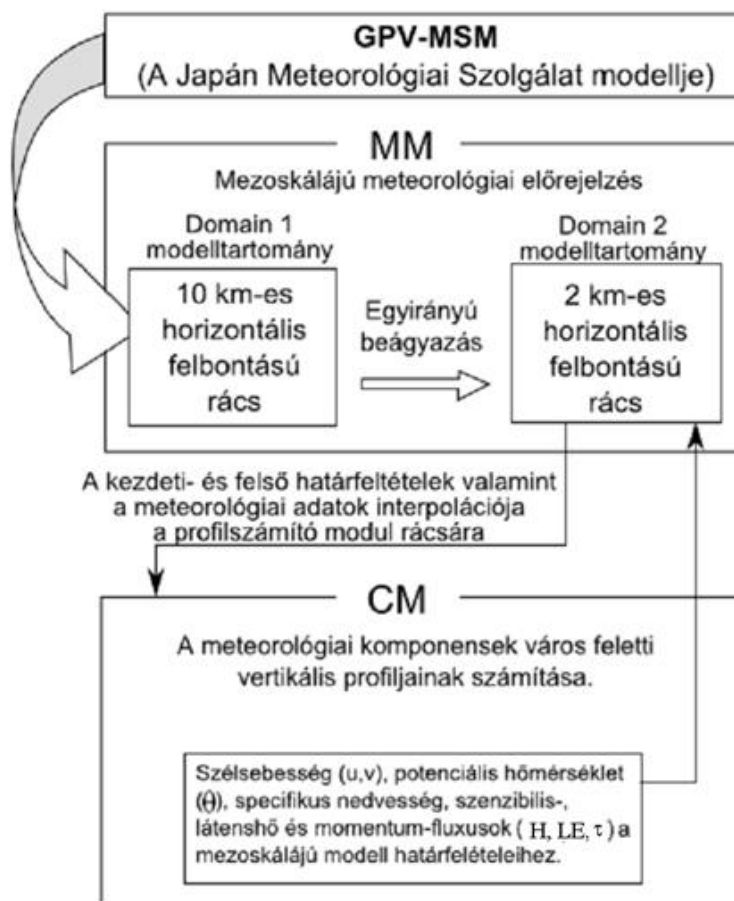 GPV-MSM
(A Japán Meteorológiai Szolgálat modellje)
MM
Mezoskálájú meteorológiai előrejelzés
Domain 1
modelltartomány
10 km-es
horizontális
felbontású
rács
Egyirányú
beágyazás
Domain 2
modelltartomány
2 km-es
horizontális
felbontású
rács
A kezdeti- és felső határfeltételek valamint
a meteorológiai adatok interpolációja
a profilszámító modul rácsára
CM
A meteorológiai komponensek város feletti
vertikális profiljainak számítása.
Szélsebesség (u,v), potenciális hőmérséklet
(θ), specifikus nedvesség, szenzibilis-,
látenshő és momentum-fluxusok ( H, LE, τ ) a
mezoskálájú modell határfelételeihez.